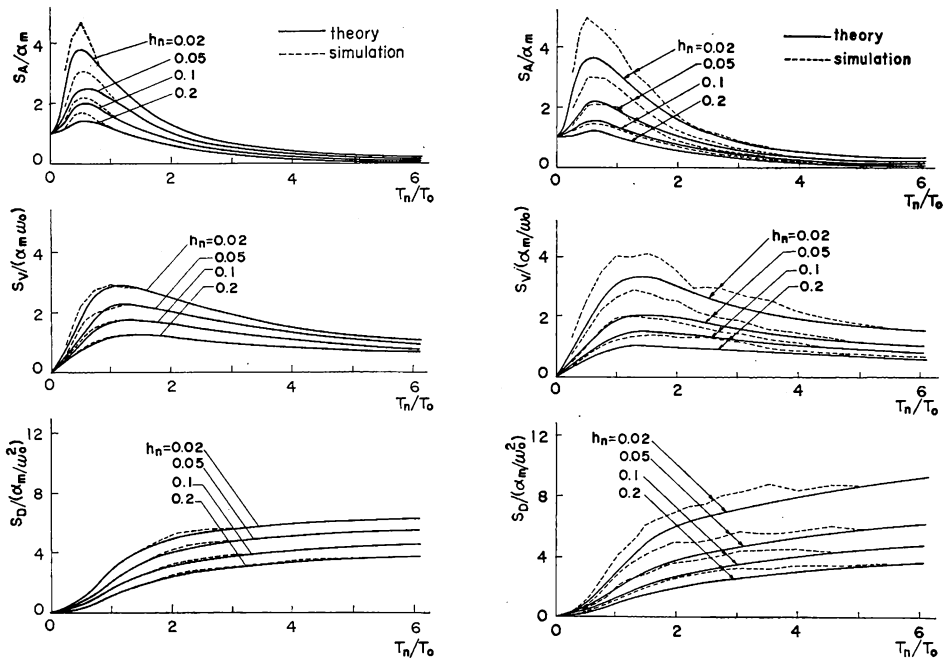 S_A/α_m
4
2
0
h_n=0.02
0.05
0.1
0.2
theory
simulation
0
2
4
6
T_n/T_o
S_A/α_m
4
2
0
h_n=0.02
0.05
0.1
0.2
theory
simulation
0
2
4
6
T_n/T_o
S_V/(α_m ω_o)
4
2
0
h_n=0.02
0.05
0.1
0.2
0
2
4
6
T_n/T_o
S_V/(α_m/ω_o)
4
2
0
h_n=0.02
0.05
0.1
0.2
0
2
4
6
T_n/T_o
S_D/(α_m/ω_o²)
12
8
4
0
h_n=0.02
0.05
0.1
0.2
0
2
4
6
T_n/T_o
S_D/(α_m/ω_o²)
12
8
4
0
h_n=0.02
0.05
0.1
0.2
0
2
4
6
T_n/T_o